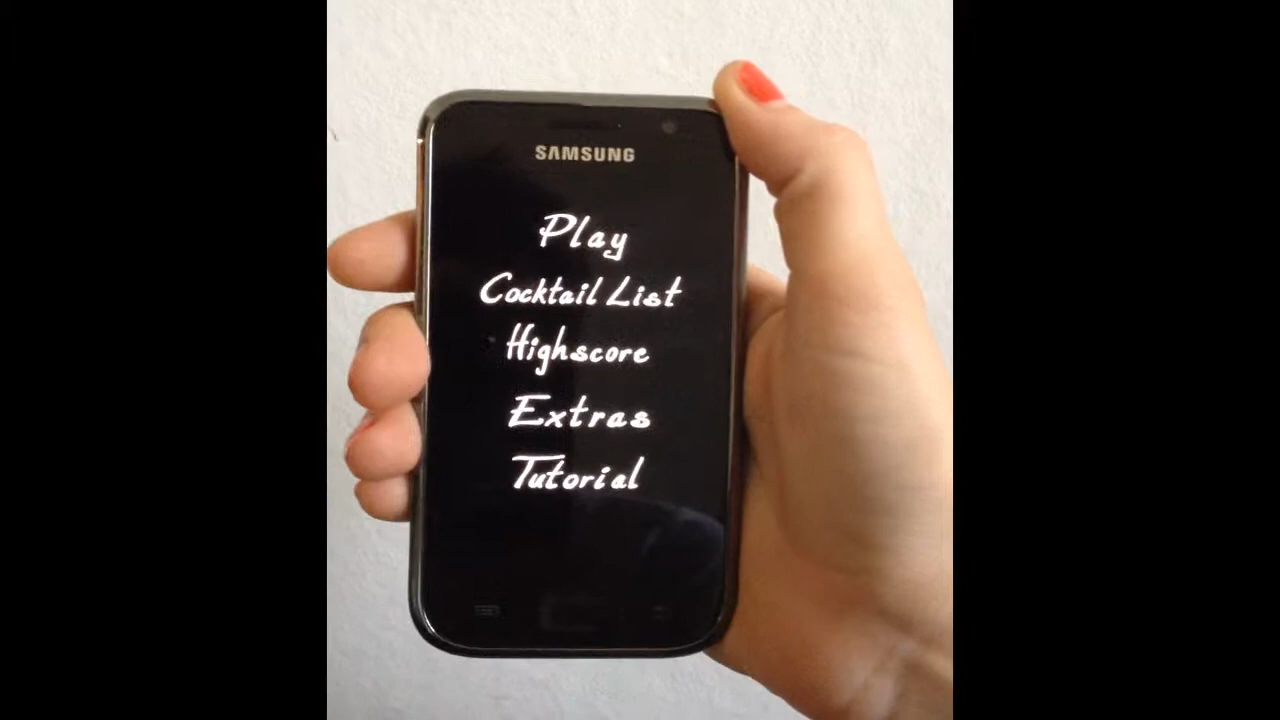 SAMSUNG
Play
Cocktail List
Highscore
Extras
Tutorial